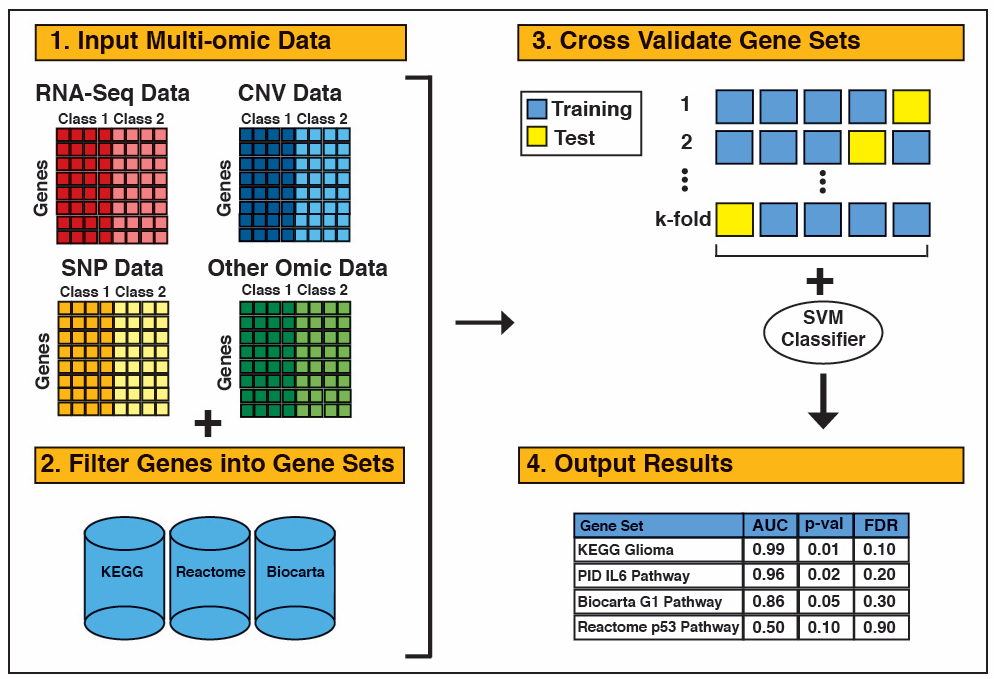 1. Input Multi-omic Data
RNA-Seq Data
Class 1 Class 2
Genes
CNV Data
Class 1 Class 2
Genes
SNP Data
Class 1 Class 2
Genes
Other Omic Data
Class 1 Class 2
Genes
+
2. Filter Genes into Gene Sets
KEGG
Reactome
Biocarta
3. Cross Validate Gene Sets
Training
Test
1
2
k-fold
+
SVM
Classifier
4. Output Results
Gene Set AUC p-val FDR
KEGG Glioma 0.99 0.01 0.10
PID IL6 Pathway 0.96 0.02 0.20
Biocarta G1 Pathway 0.86 0.05 0.30
Reactome p53 Pathway 0.50 0.10 0.90